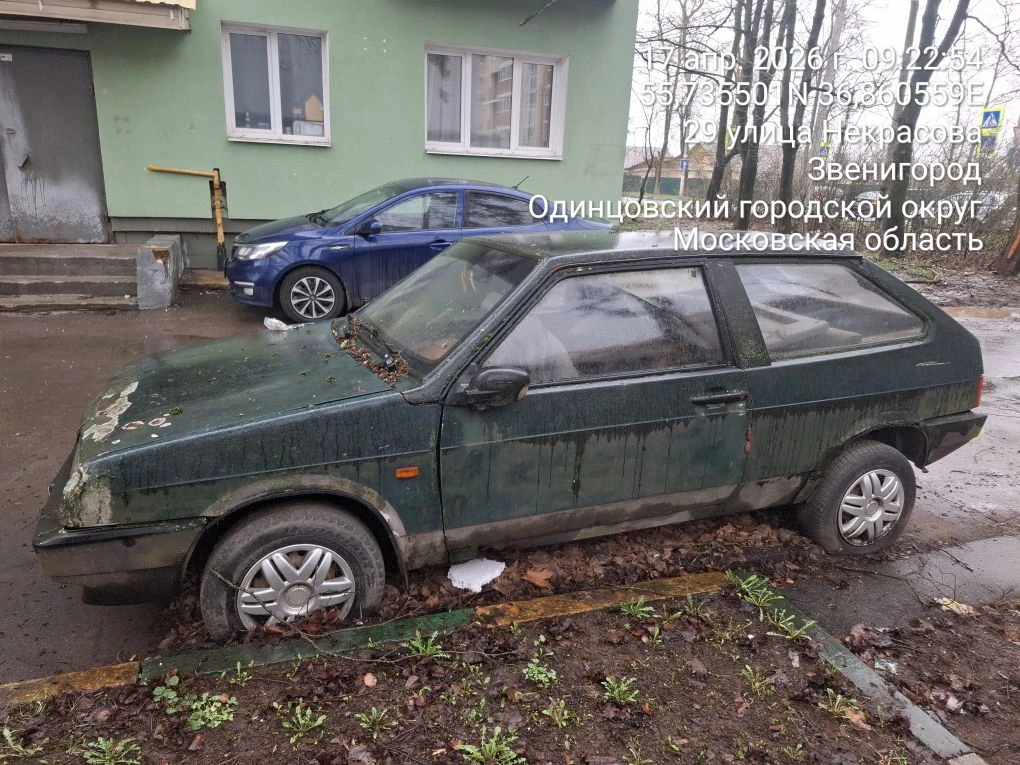 17 апр. 2026 г. 09:22:54
55,735501N 36,860559E
29 улица Некрасова
Звенигород
Одинцовский городской округ
Московская область